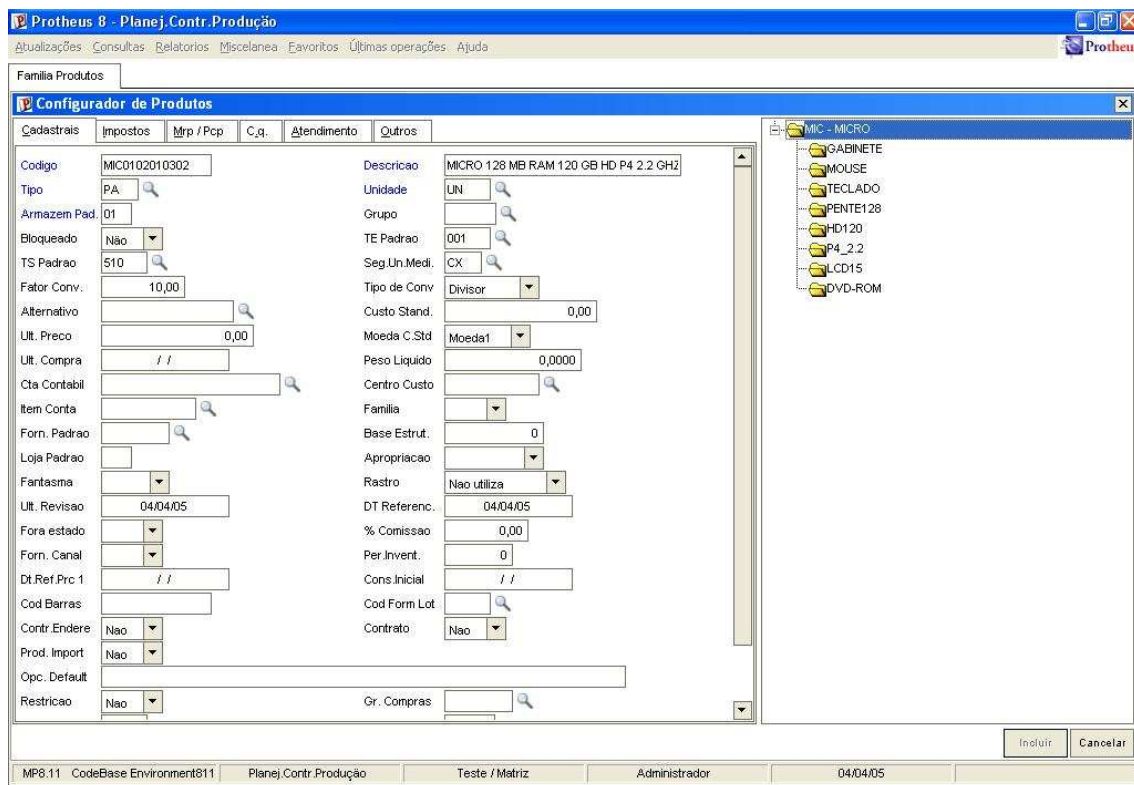 Protheus 8 - Planej.Contr.Produção
Atualizações Consultas Relatorios Miscelanea Favoritos Últimas operações Ajuda
Protheu
Familia Produtos
Configurador de Produtos
Cadastrais Impostos Mrp / Pcp C.q. Atendimento Outros
Codigo MIC0102010302 Descricao MICRO 128 MB RAM 120 GB HD P4 2.2 GHZ
Tipo PA Unidade UN
Armazem Pad. 01 Grupo
Bloqueado Não TE Padrao 001
TS Padrao 510 Seg.Un.Medi. CX
Fator Conv. 10,00 Tipo de Conv Divisor
Alternativo Custo Stand. 0,00
Ult. Preco 0,00 Moeda C.Std Moeda1
Ult. Compra / / Peso Liquido 0,0000
Cta Contabil Centro Custo
Item Conta Familia
Forn. Padrao Base Estrut. 0
Loja Padrao Apropriacao
Fantasma Rastro Nao utiliza
Ult. Revisao 04/04/05 DT Referenc. 04/04/05
Fora estado % Comissao 0,00
Forn. Canal Per.Invent. 0
Dt.Ref.Prc 1 / / Cons.Inicial / /
Cod Barras Cod Form Lot
Contr.Endere Nao Contrato Nao
Prod. Import Nao
Opc. Default
Restricao Nao Gr. Compras
MIC - MICRO
GABINETE
MOUSE
TECLADO
PENTE128
HD120
P4_2.2
LCD15
DVD-ROM
Incluir Cancelar
MP8.11 CodeBase Environment811 Planej.Contr.Produção Teste / Matriz Administrador 04/04/05